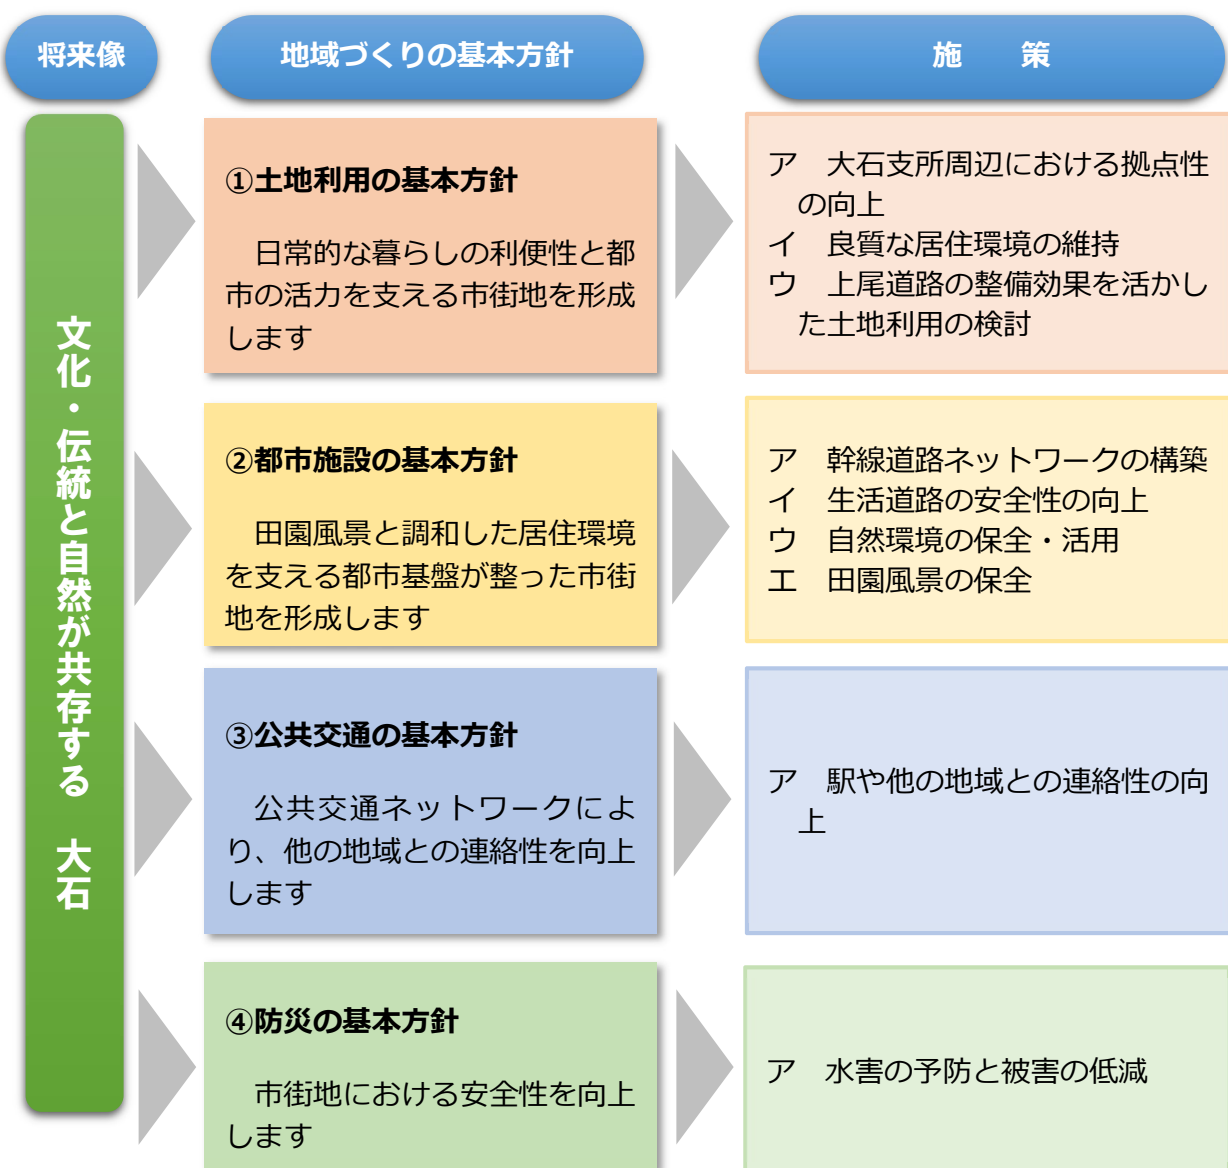 将来像
地域づくりの基本方針
施　策
文化・伝統と自然が共存する　大石
①土地利用の基本方針
日常的な暮らしの利便性と都
市の活力を支える市街地を形成
します
ア　大石支所周辺における拠点性
の向上
イ　良質な居住環境の維持
ウ　上尾道路の整備効果を活かし
た土地利用の検討
②都市施設の基本方針
田園風景と調和した居住環境
を支える都市基盤が整った市街
地を形成します
ア　幹線道路ネットワークの構築
イ　生活道路の安全性の向上
ウ　自然環境の保全・活用
エ　田園風景の保全
③公共交通の基本方針
公共交通ネットワークによ
り、他の地域との連絡性を向上
します
ア　駅や他の地域との連絡性の向
上
④防災の基本方針
市街地における安全性を向上
します
ア　水害の予防と被害の低減